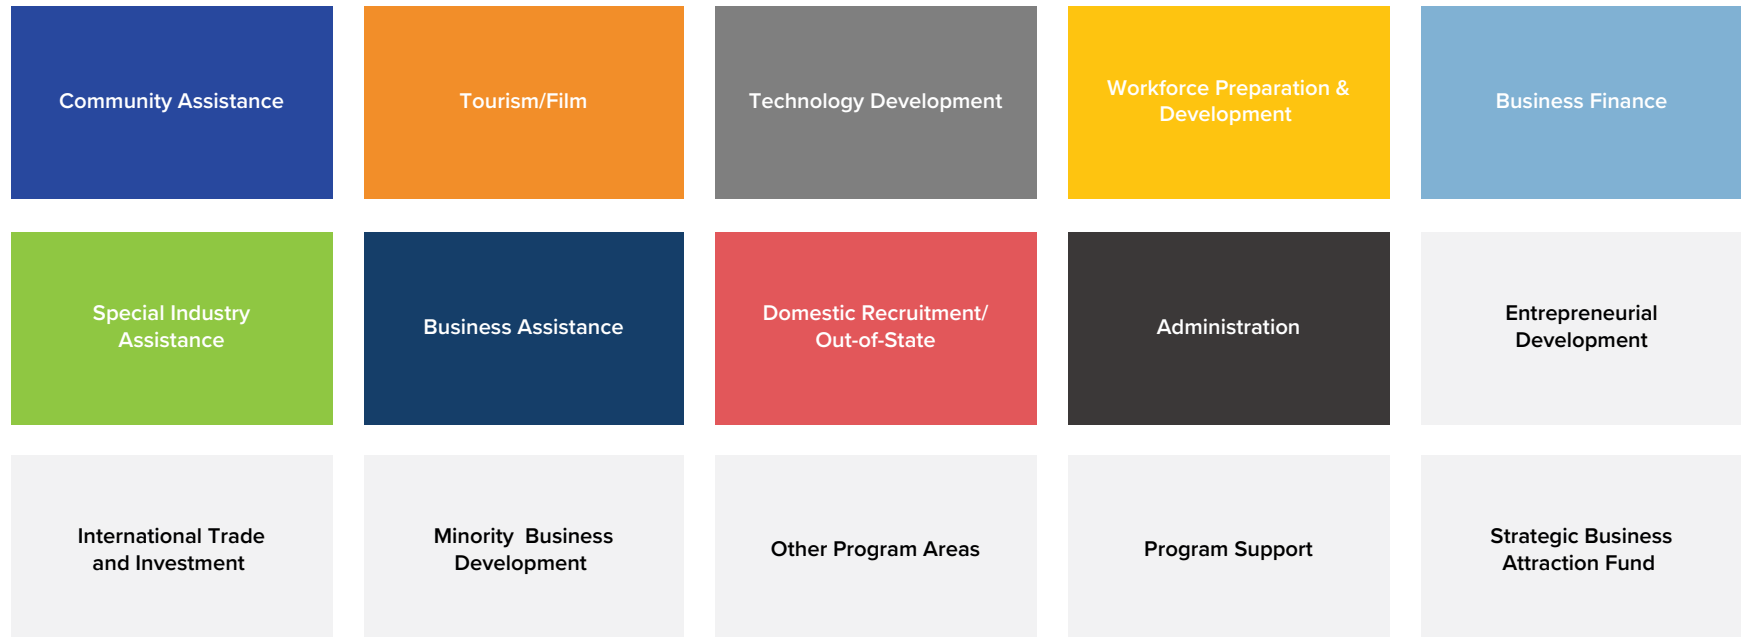 Community Assistance
Tourism/Film
Technology Development
Workforce Preparation &
Development
Business Finance
Special Industry
Assistance
Business Assistance
Domestic Recruitment/
Out-of-State
Administration
Entrepreneurial
Development
International Trade
and Investment
Minority  Business
Development
Other Program Areas
Program Support
Strategic Business
Attraction Fund